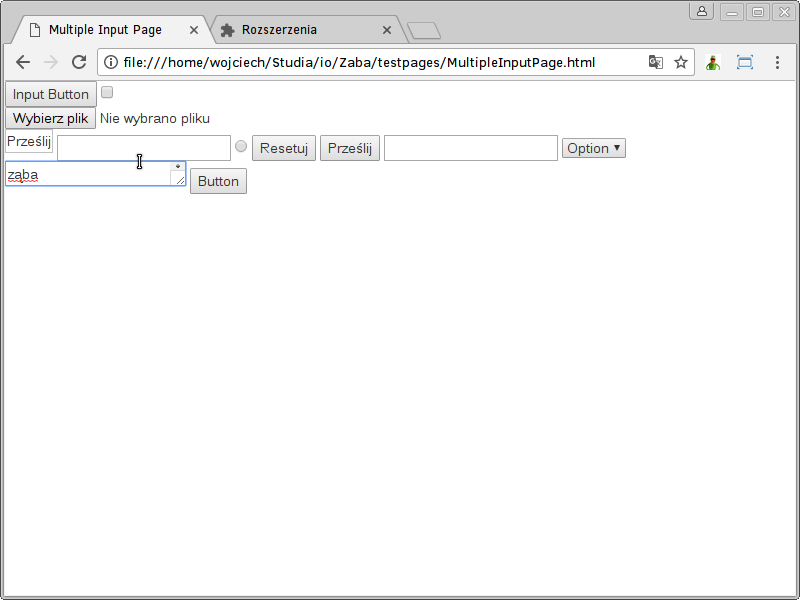 Multiple Input Page Rozszerzenia
file:///home/wojciech/Studia/io/Zaba/testpages/MultipleInputPage.html
Input Button
Wybierz plik Nie wybrano pliku
Prześlij Resetuj Prześlij Option
zaba Button